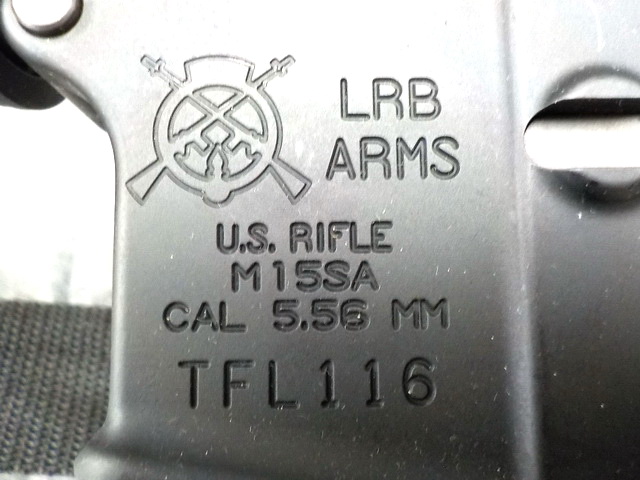 LRB
ARMS
U.S. RIFLE
M15SA
CAL 5.56 MM
TFL116